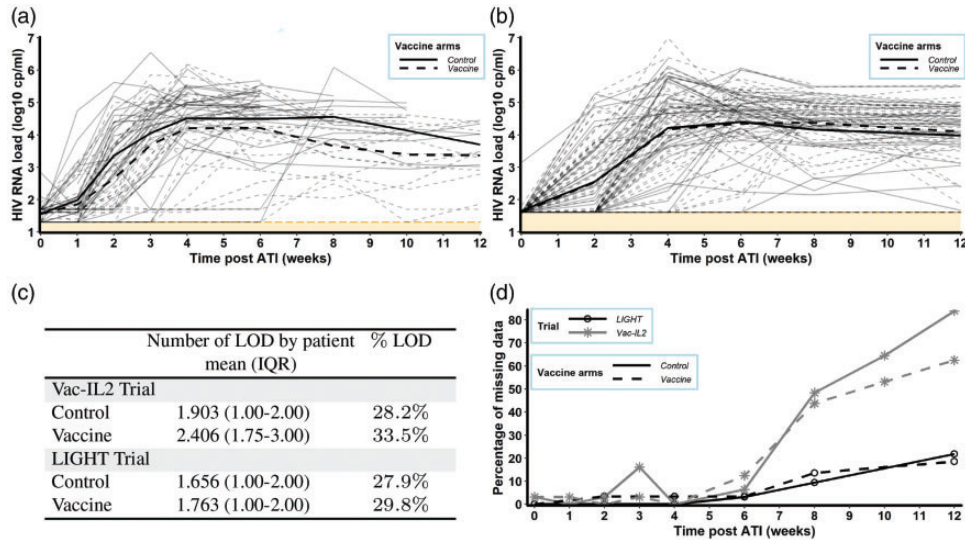 (a)
HIV RNA load (log10 cp/ml)
7
6
5
4
3
2
1
0 1 2 3 4 5 6 7 8 9 10 11 12
Time post ATI (weeks)
Vaccine arms
Control
Vaccine
(b)
HIV RNA load (log10 cp/ml)
7
6
5
4
3
2
1
0 1 2 3 4 5 6 7 8 9 10 11 12
Time post ATI (weeks)
Vaccine arms
Control
Vaccine
(c)
Number of LOD by patient % LOD
mean (IQR)
Vac-IL2 Trial
Control 1.903 (1.00-2.00) 28.2%
Vaccine 2.406 (1.75-3.00) 33.5%
LIGHT Trial
Control 1.656 (1.00-2.00) 27.9%
Vaccine 1.763 (1.00-2.00) 29.8%
(d)
Percentage of missing data
80
70
60
50
40
30
20
10
0
0 1 2 3 4 5 6 7 8 9 10 11 12
Time post ATI (weeks)
Trial
LIGHT
Vac-IL2
Vaccine arms
Control
Vaccine